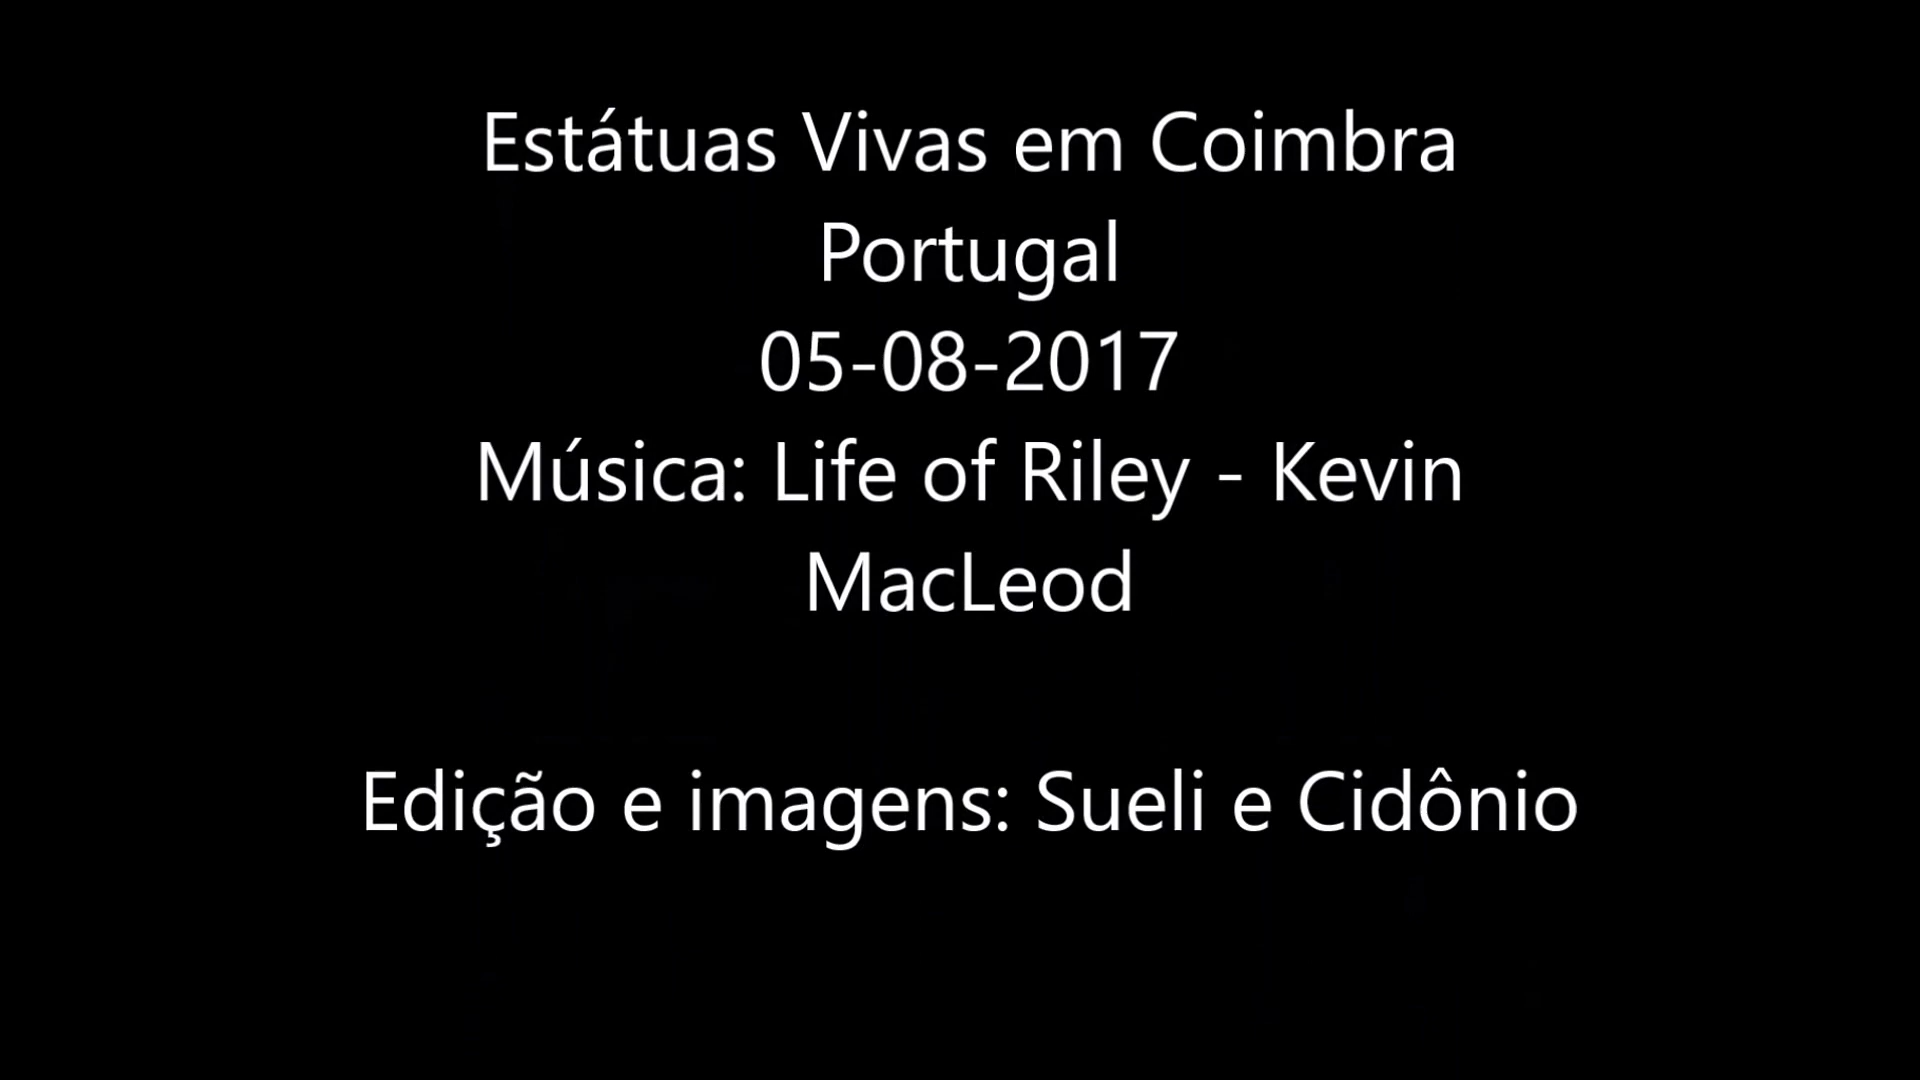 Estátuas Vivas em Coimbra
Portugal
05-08-2017
Música: Life of Riley - Kevin
MacLeod
Edição e imagens: Sueli e Cidônio